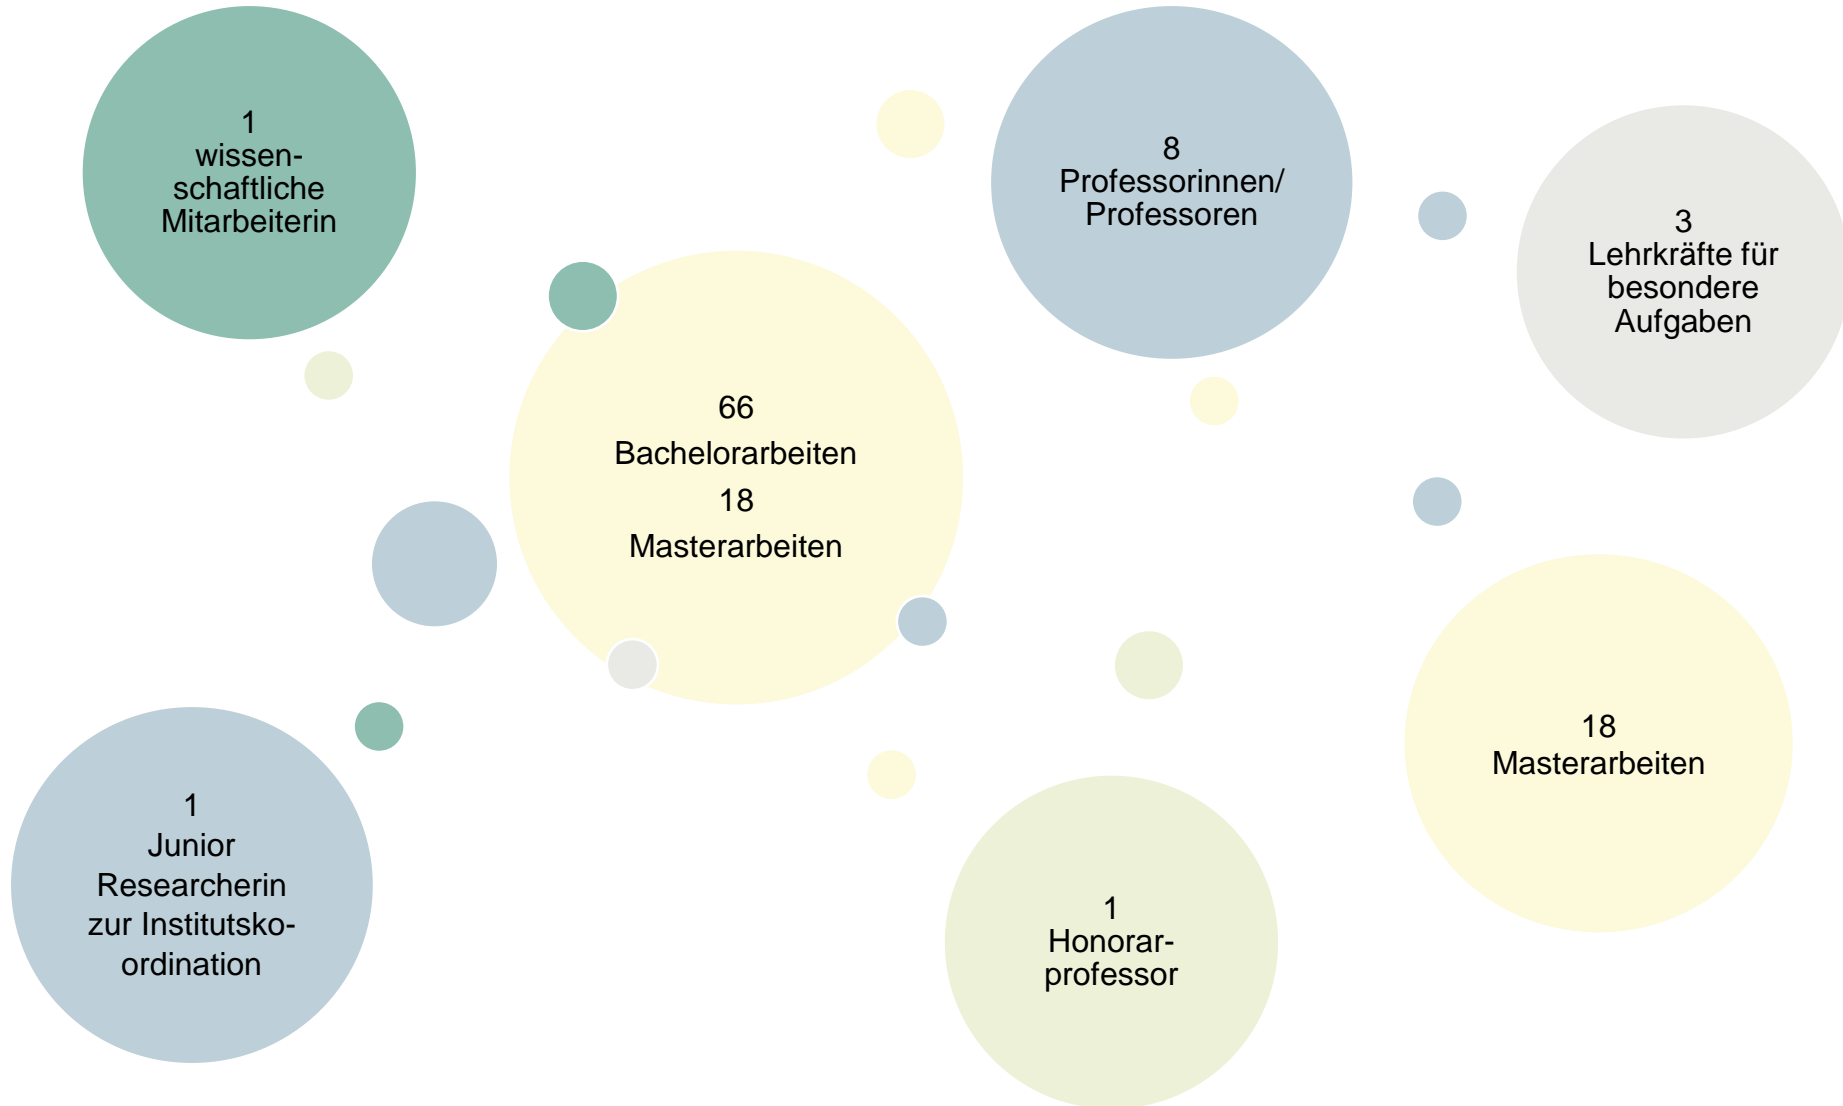 1
wissen-
schaftliche
Mitarbeiterin
8
Professorinnen/
Professoren
3
Lehrkräfte für
besondere
Aufgaben
66
Bachelorarbeiten
18
Masterarbeiten
18
Masterarbeiten
1
Junior
Researcherin
zur Institutsko-
ordination
1
Honorar-
professor